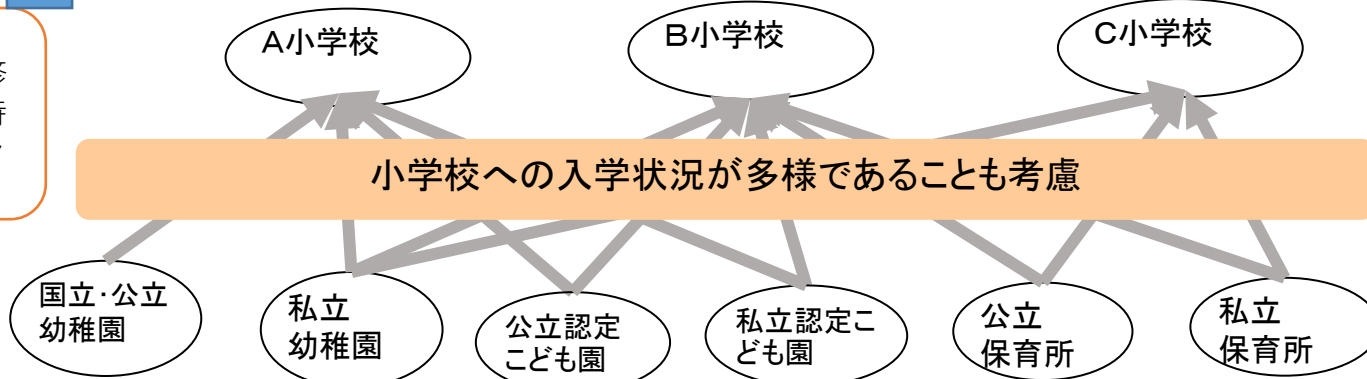 A小学校
B小学校
C小学校
小学校への入学状況が多様であることも考慮
国立・公立
幼稚園
私立
幼稚園
公立認定
こども園
私立認定こ
ども園
公立
保育所
私立
保育所